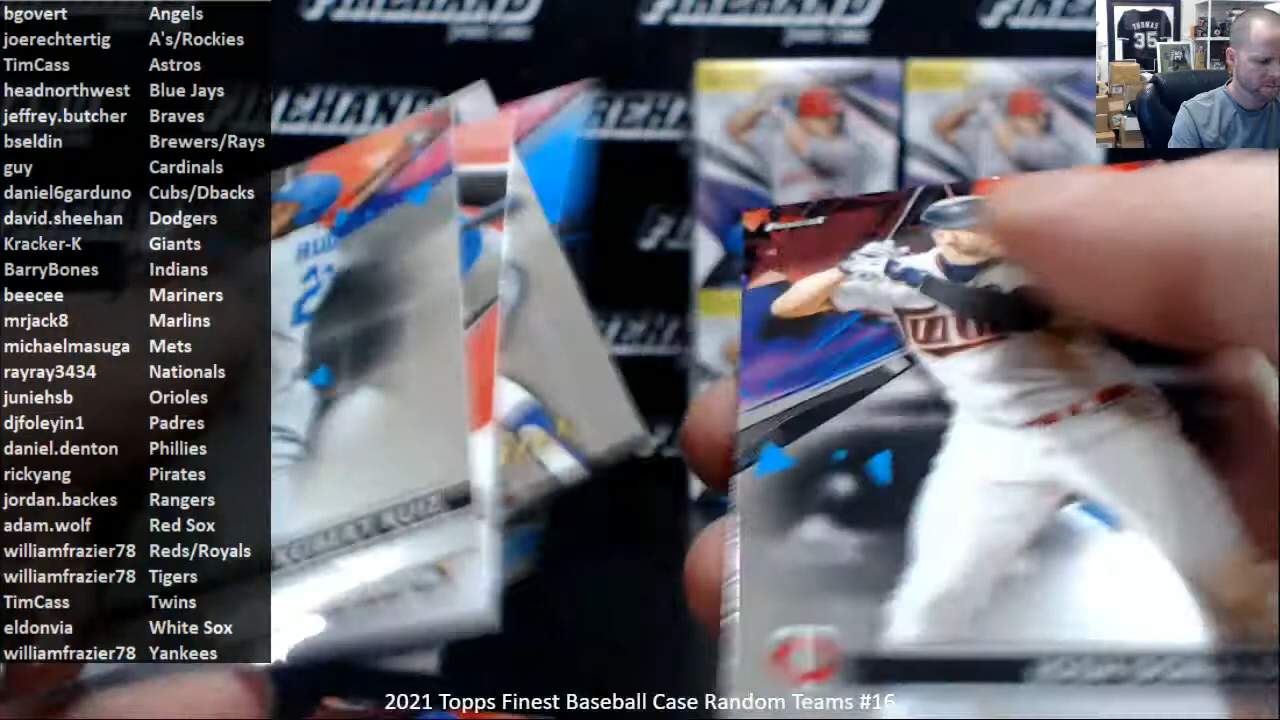 bgovert Angels
joerechtertig A's/Rockies
TimCass Astros
headnorthwest Blue Jays
jeffrey.butcher Braves
bseldin Brewers/Rays
guy Cardinals
daniel6garduno Cubs/Dbacks
david.sheehan Dodgers
Kracker-K Giants
BarryBones Indians
beecee Mariners
mrjack8 Marlins
michaelmasuga Mets
rayray3434 Nationals
juniehsb Orioles
djfoleyin1 Padres
daniel.denton Phillies
rickyang Pirates
jordan.backes Rangers
adam.wolf Red Sox
williamfrazier78 Reds/Royals
williamfrazier78 Tigers
TimCass Twins
eldonvia White Sox
williamfrazier78 Yankees
THOMAS
35
FIREHAND
2021 Topps Finest Baseball Case Random Teams #16